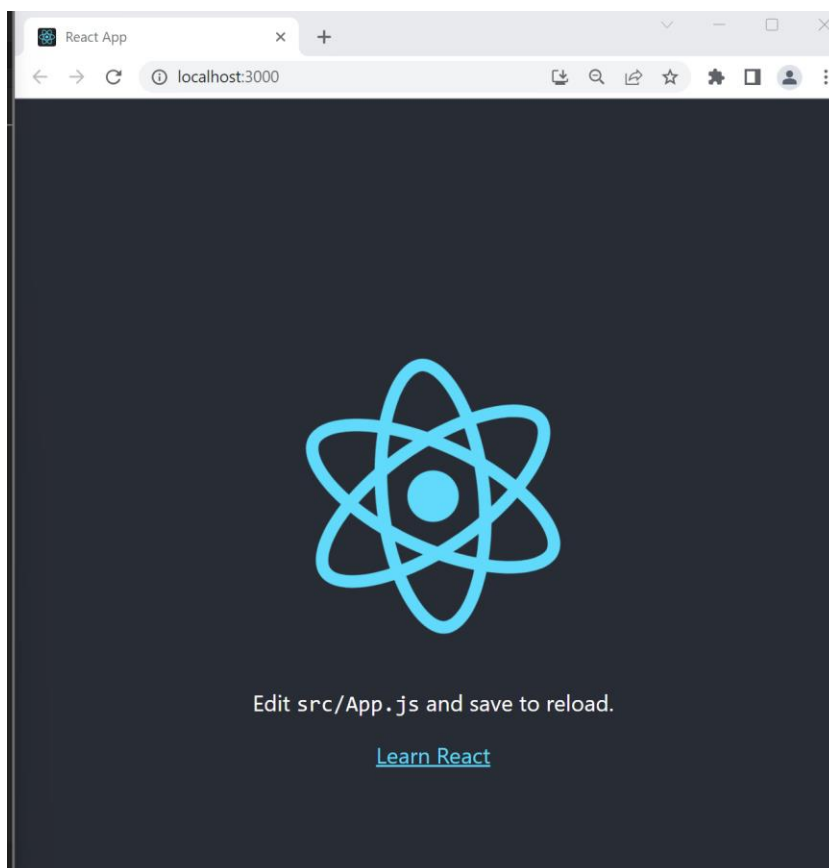 React App
localhost:3000
Edit src/App.js and save to reload.
Learn React